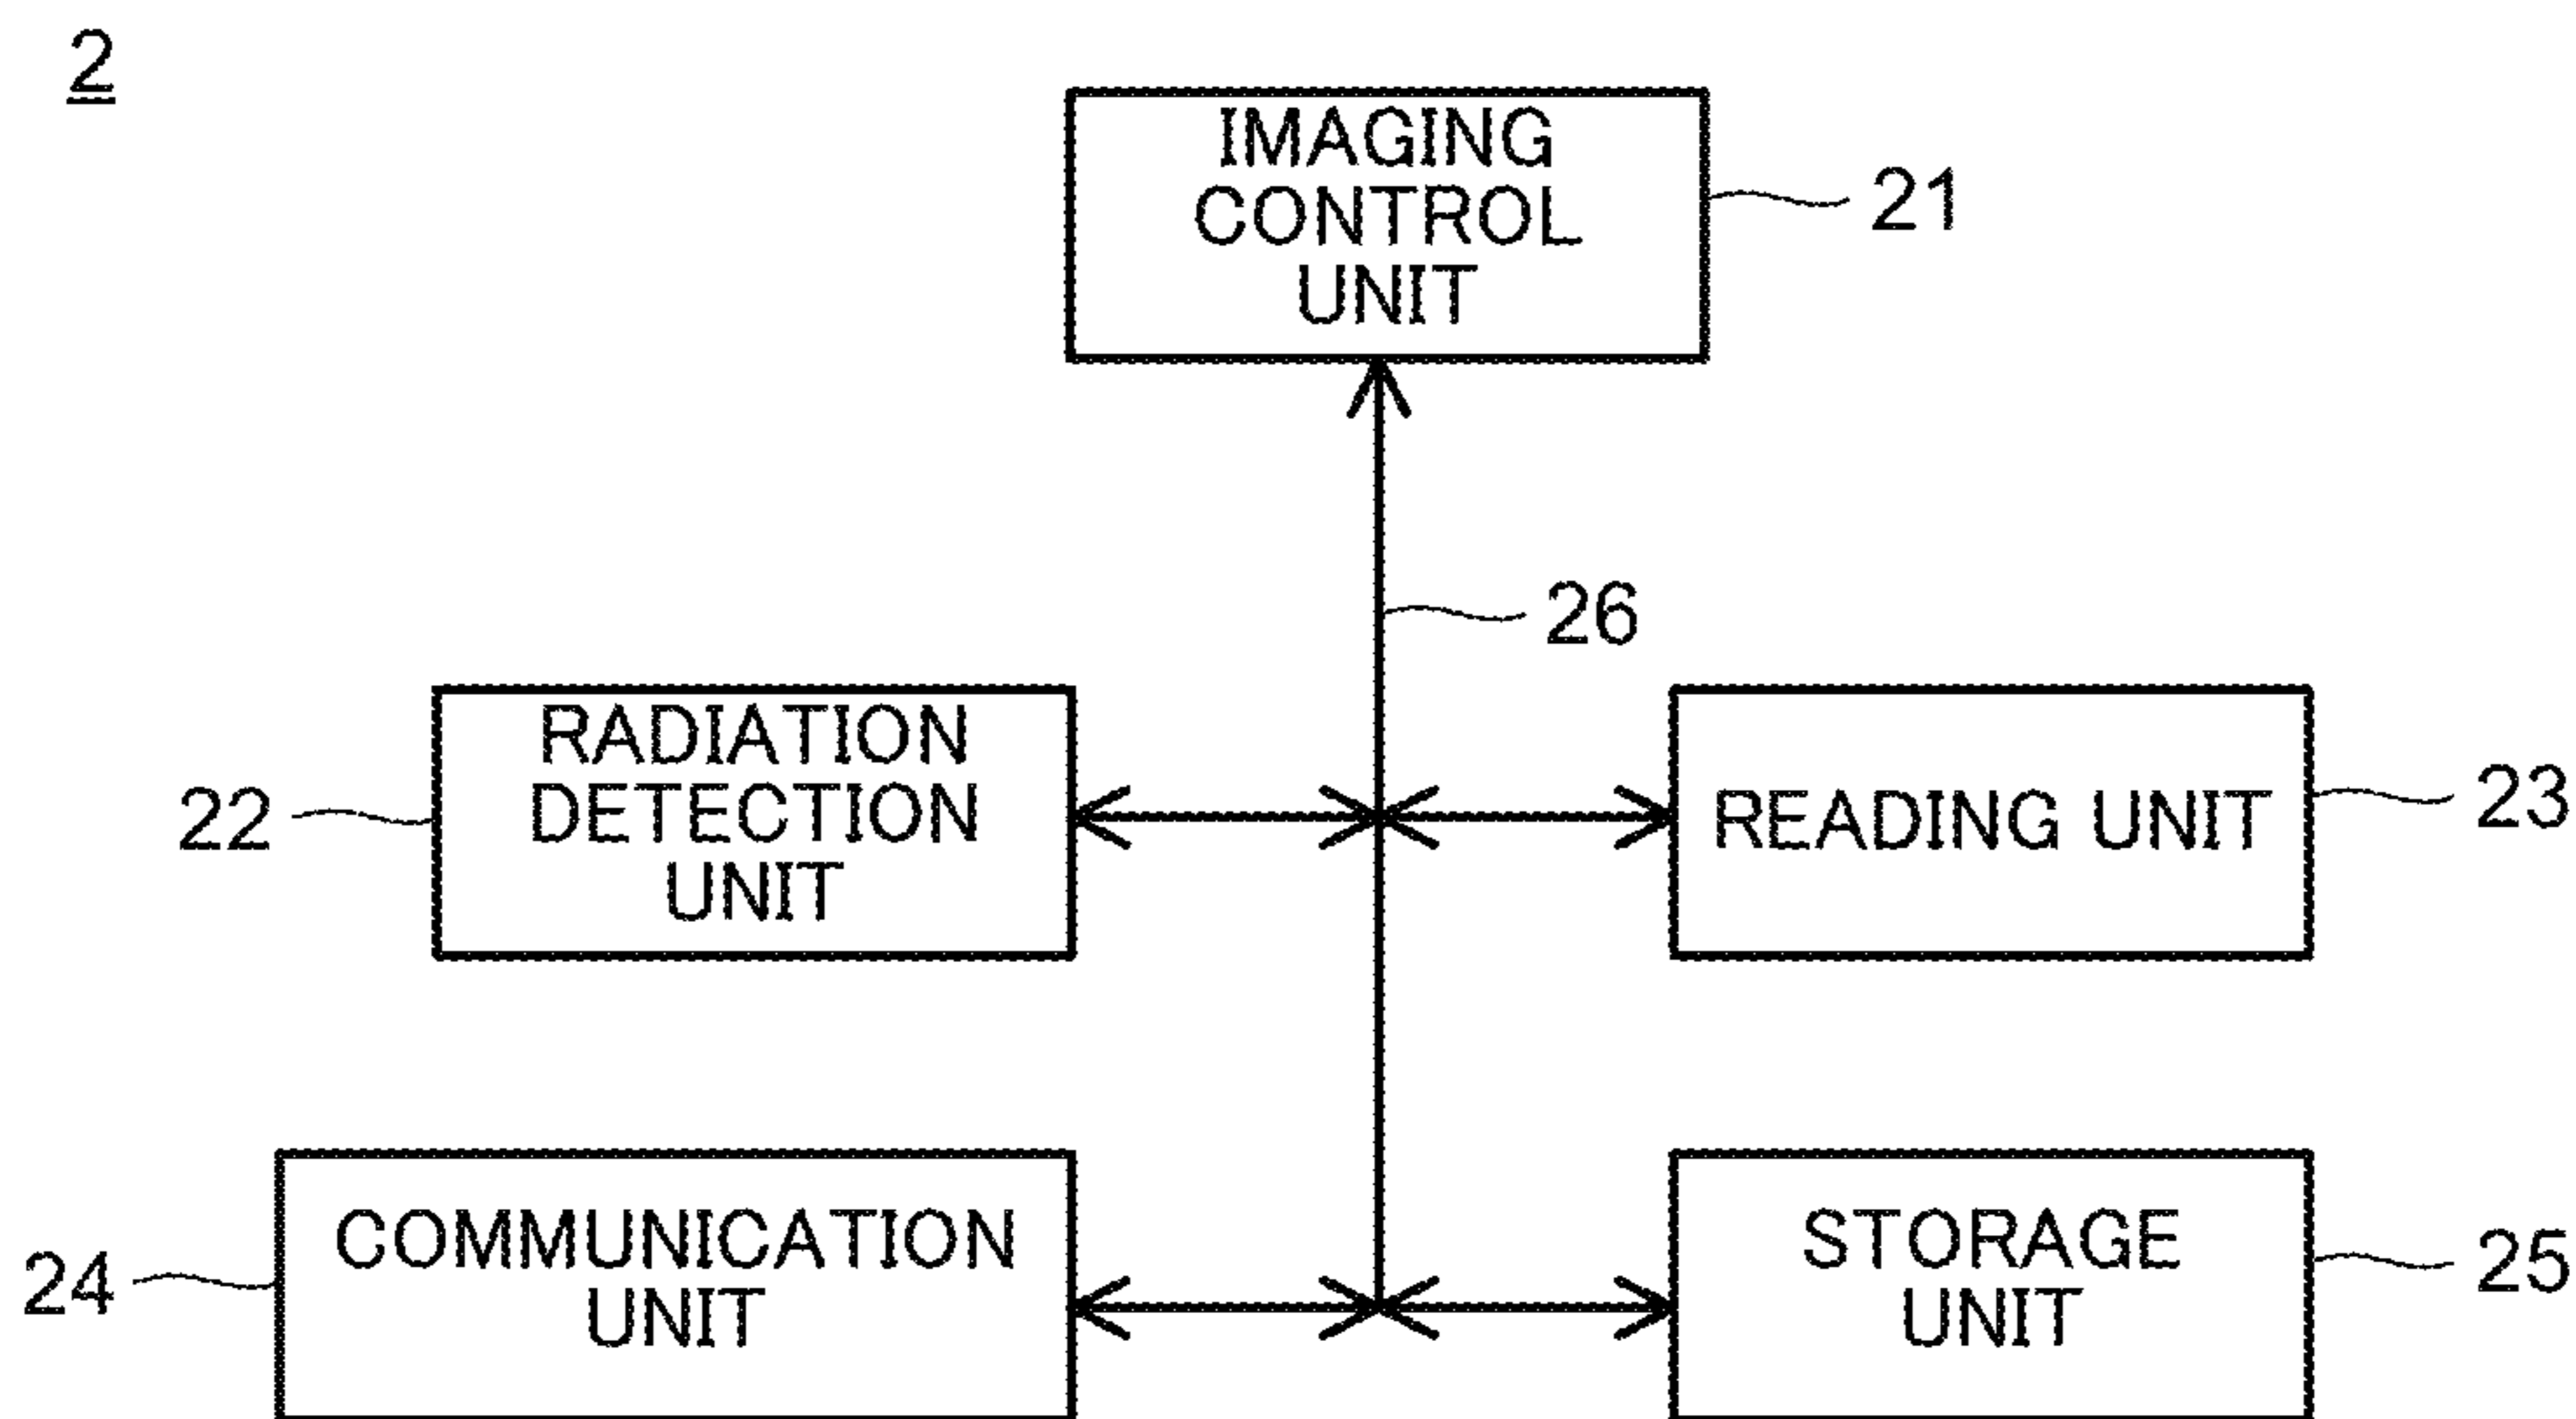 2
IMAGING
CONTROL
UNIT
21
26
RADIATION
DETECTION
UNIT
22
READING UNIT
23
COMMUNICATION
UNIT
24
STORAGE
UNIT
25